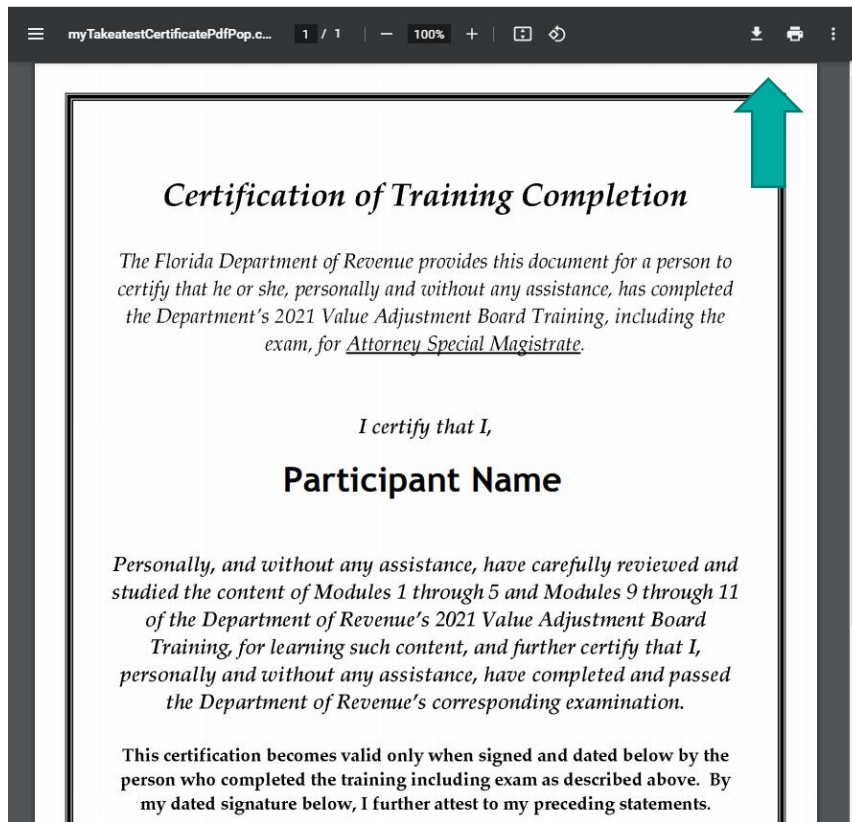 myTakeatestCertificatePdfPop.c... 1 / 1 | − 100% + |
Certification of Training Completion
The Florida Department of Revenue provides this document for a person to
certify that he or she, personally and without any assistance, has completed
the Department's 2021 Value Adjustment Board Training, including the
exam, for Attorney Special Magistrate.
I certify that I,
Participant Name
Personally, and without any assistance, have carefully reviewed and
studied the content of Modules 1 through 5 and Modules 9 through 11
of the Department of Revenue's 2021 Value Adjustment Board
Training, for learning such content, and further certify that I,
personally and without any assistance, have completed and passed
the Department of Revenue's corresponding examination.
This certification becomes valid only when signed and dated below by the
person who completed the training including exam as described above.  By
my dated signature below, I further attest to my preceding statements.